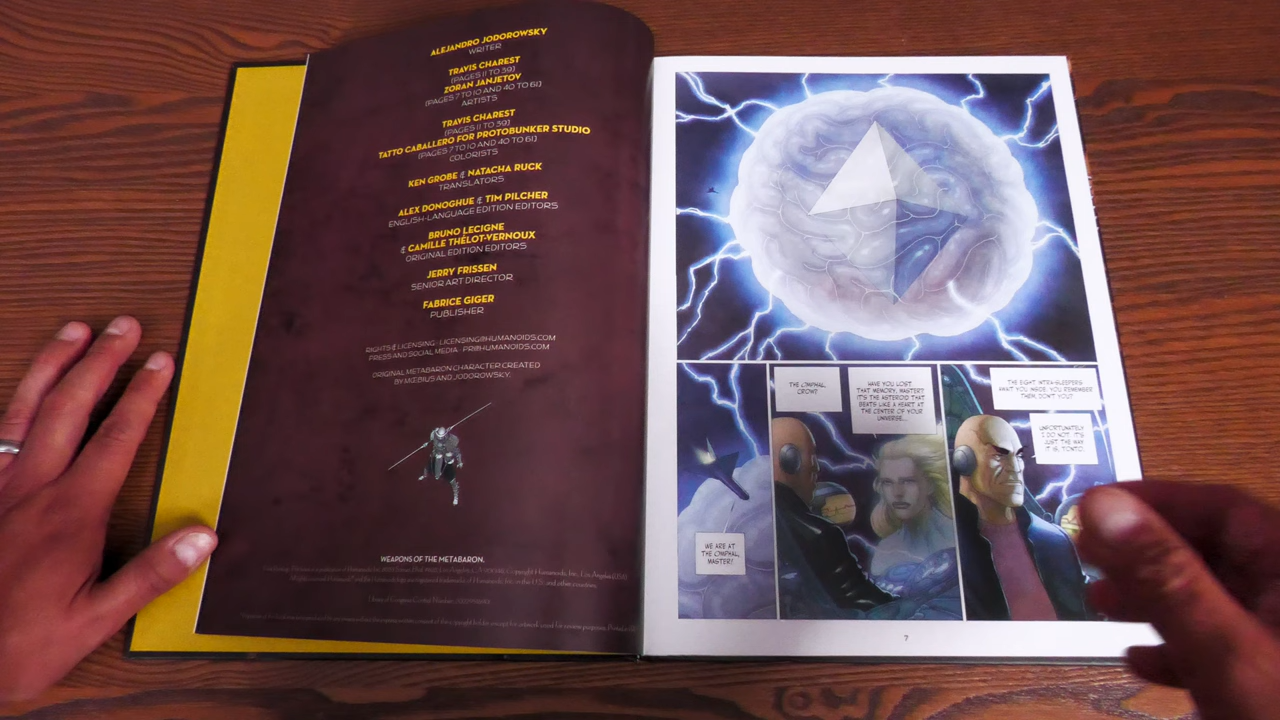 ALEJANDRO JODOROWSKY
WRITER
TRAVIS CHAREST
(PAGES 11 TO 39)
ZORAN JANJETOV
(PAGES 7 TO 10 AND 40 TO 61)
ARTISTS
TRAVIS CHAREST
(PAGES 11 TO 39)
TATTO CABALLERO FOR PROTOBUNKER STUDIO
(PAGES 7 TO 10 AND 40 TO 61)
COLORISTS
KEN GROBE & NATACHA RUCK
TRANSLATORS
ALEX DONOGHUE & TIM PILCHER
ENGLISH-LANGUAGE EDITION EDITORS
BRUNO LECIGNE
& CAMILLE THÉLOT-VERNOUX
ORIGINAL EDITION EDITORS
JERRY FRISSEN
SENIOR ART DIRECTOR
FABRICE GIGER
PUBLISHER
RIGHTS & LICENSING - LICENSING@HUMANOIDS.COM
PRESS AND SOCIAL MEDIA - PR@HUMANOIDS.COM
ORIGINAL METABARON CHARACTER CREATED
BY MŒBIUS AND JODOROWSKY.
WEAPONS OF THE METABARON.
WE ARE AT
THE OMPHAL,
MASTER!
THE OMPHAL
CROW?
HAVE YOU LOST
THAT MEMORY, MASTER?
IT'S THE ASTEROID THAT
BEATS LIKE A HEART AT
THE CENTER OF YOUR
UNIVERSE...
THE EIGHT INTRA-SLEEPERS
AWAIT YOU INSIDE. YOU REMEMBER
THEM, DON'T YOU?
UNFORTUNATELY
I DO NOT. IT'S
JUST THE WAY
IT IS, TONTO.
7